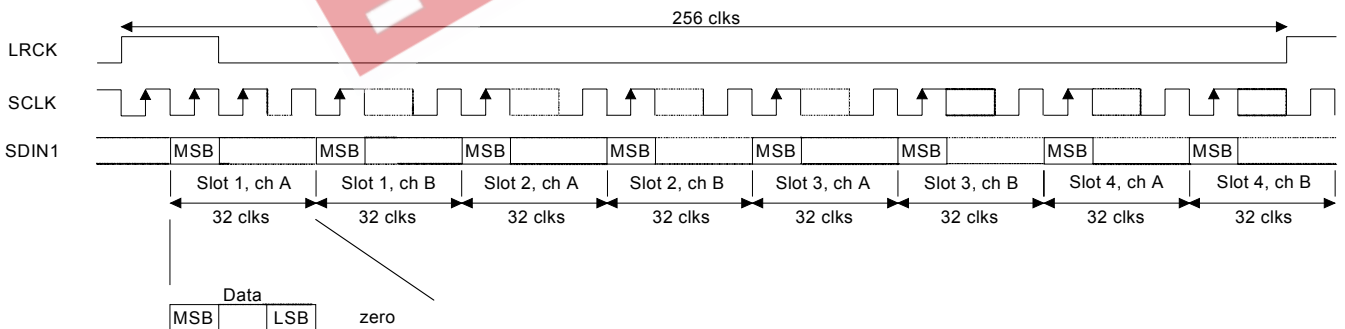 256 clks
LRCK
SCLK
SDIN1
MSB MSB MSB MSB MSB MSB MSB MSB
Slot 1, ch A Slot 1, ch B Slot 2, ch A Slot 2, ch B Slot 3, ch A Slot 3, ch B Slot 4, ch A Slot 4, ch B
32 clks 32 clks 32 clks 32 clks 32 clks 32 clks 32 clks 32 clks
Data
MSB LSB zero